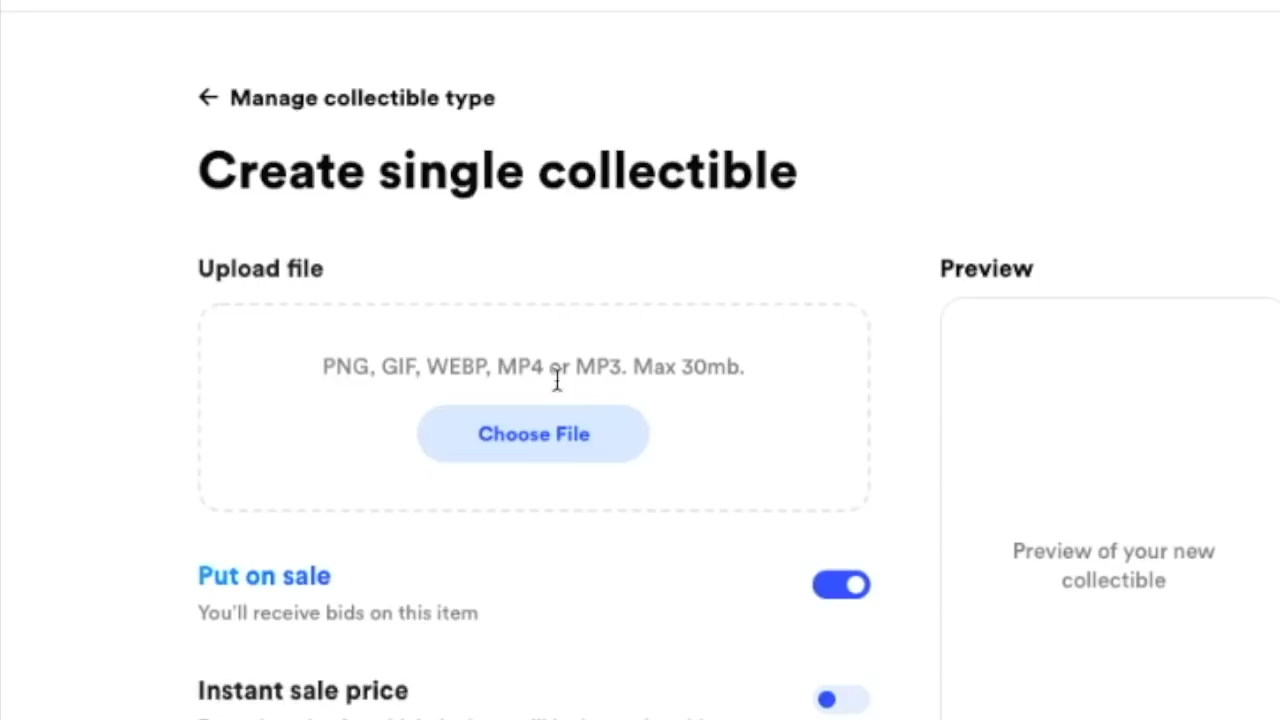 ← Manage collectible type
Create single collectible
Upload file
Preview
PNG, GIF, WEBP, MP4 or MP3. Max 30mb.
Choose File
Preview of your new
collectible
Put on sale
You'll receive bids on this item
Instant sale price